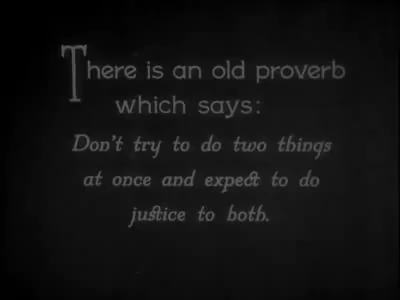 There is an old proverb
which says:
Don't try to do two things
at once and expect to do
justice to both.